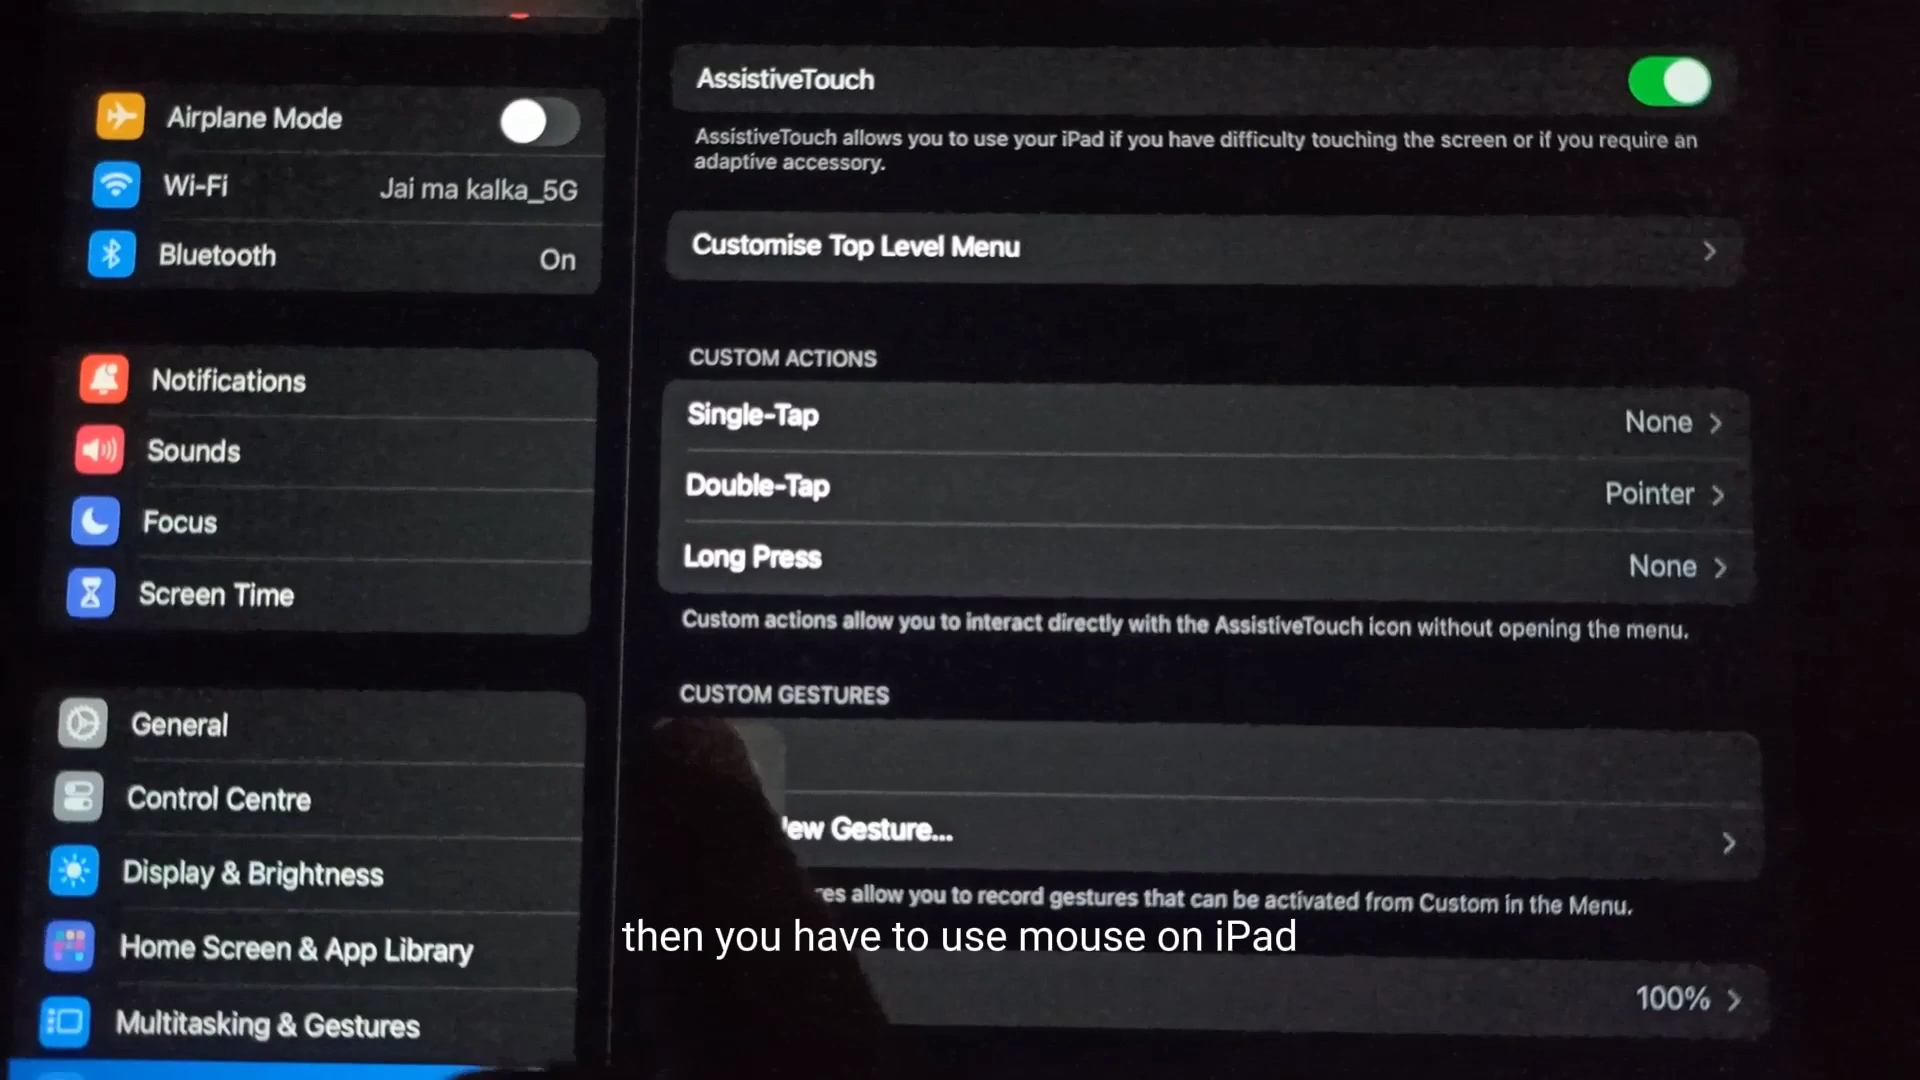 Airplane Mode
Wi-Fi Jai ma kalka_5G
Bluetooth On
Notifications
Sounds
Focus
Screen Time
General
Control Centre
Display & Brightness
Home Screen & App Library
Multitasking & Gestures
AssistiveTouch
AssistiveTouch allows you to use your iPad if you have difficulty touching the screen or if you require an
adaptive accessory.
Customise Top Level Menu
CUSTOM ACTIONS
Single-Tap None
Double-Tap Pointer
Long Press None
Custom actions allow you to interact directly with the AssistiveTouch icon without opening the menu.
CUSTOM GESTURES
ew Gesture...
es allow you to record gestures that can be activated from Custom in the Menu.
then you have to use mouse on iPad
100%